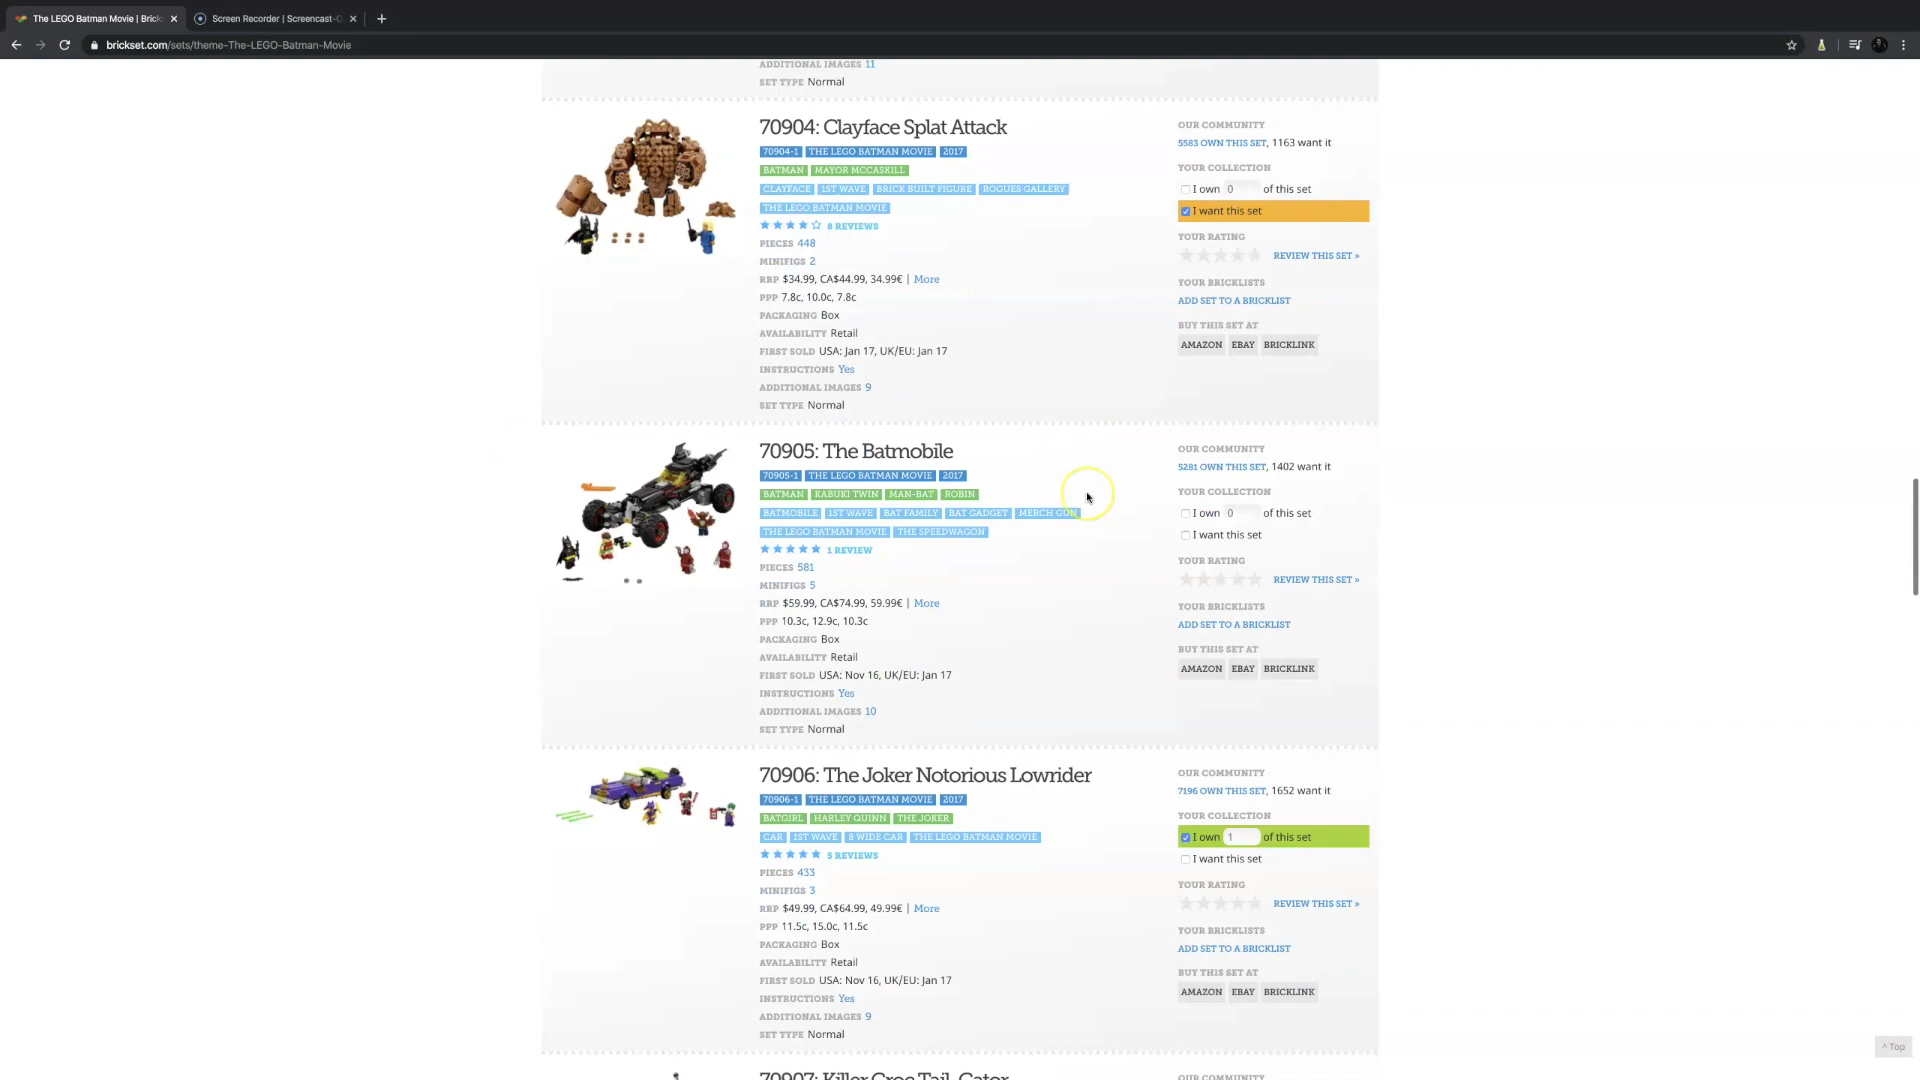 The LEGO Batman Movie | Brick
Screen Recorder | Screencast-O
brickset.com/sets/theme-The-LEGO-Batman-Movie
ADDITIONAL IMAGES 11
SET TYPE Normal
70904: Clayface Splat Attack
70904-1 THE LEGO BATMAN MOVIE 2017
BATMAN MAYOR MCCASKILL
CLAYFACE 1ST WAVE BRICK BUILT FIGURE ROGUES GALLERY
THE LEGO BATMAN MOVIE
8 REVIEWS
PIECES 448
MINIFIGS 2
RRP $34.99, CA$44.99, 34.99€ | More
PPP 7.8c, 10.0c, 7.8c
PACKAGING Box
AVAILABILITY Retail
FIRST SOLD USA: Jan 17, UK/EU: Jan 17
INSTRUCTIONS Yes
ADDITIONAL IMAGES 9
SET TYPE Normal
OUR COMMUNITY
5583 OWN THIS SET, 1163 want it
YOUR COLLECTION
I own 0 of this set
I want this set
YOUR RATING
REVIEW THIS SET »
YOUR BRICKLISTS
ADD SET TO A BRICKLIST
BUY THIS SET AT
AMAZON EBAY BRICKLINK
70905: The Batmobile
70905-1 THE LEGO BATMAN MOVIE 2017
BATMAN KABUKI TWIN MAN-BAT ROBIN
BATMOBILE 1ST WAVE BAT FAMILY BAT GADGET MERCH GUN
THE LEGO BATMAN MOVIE THE SPEEDWAGON
1 REVIEW
PIECES 581
MINIFIGS 5
RRP $59.99, CA$74.99, 59.99€ | More
PPP 10.3c, 12.9c, 10.3c
PACKAGING Box
AVAILABILITY Retail
FIRST SOLD USA: Nov 16, UK/EU: Jan 17
INSTRUCTIONS Yes
ADDITIONAL IMAGES 10
SET TYPE Normal
OUR COMMUNITY
5281 OWN THIS SET, 1402 want it
YOUR COLLECTION
I own 0 of this set
I want this set
YOUR RATING
REVIEW THIS SET »
YOUR BRICKLISTS
ADD SET TO A BRICKLIST
BUY THIS SET AT
AMAZON EBAY BRICKLINK
70906: The Joker Notorious Lowrider
70906-1 THE LEGO BATMAN MOVIE 2017
BATGIRL HARLEY QUINN THE JOKER
CAR 1ST WAVE 8 WIDE CAR THE LEGO BATMAN MOVIE
5 REVIEWS
PIECES 433
MINIFIGS 3
RRP $49.99, CA$64.99, 49.99€ | More
PPP 11.5c, 15.0c, 11.5c
PACKAGING Box
AVAILABILITY Retail
FIRST SOLD USA: Nov 16, UK/EU: Jan 17
INSTRUCTIONS Yes
ADDITIONAL IMAGES 9
SET TYPE Normal
OUR COMMUNITY
7196 OWN THIS SET, 1652 want it
YOUR COLLECTION
I own 1 of this set
I want this set
YOUR RATING
REVIEW THIS SET »
YOUR BRICKLISTS
ADD SET TO A BRICKLIST
BUY THIS SET AT
AMAZON EBAY BRICKLINK
^ Top
70907: Killer Croc Tail-Gator
OUR COMMUNITY